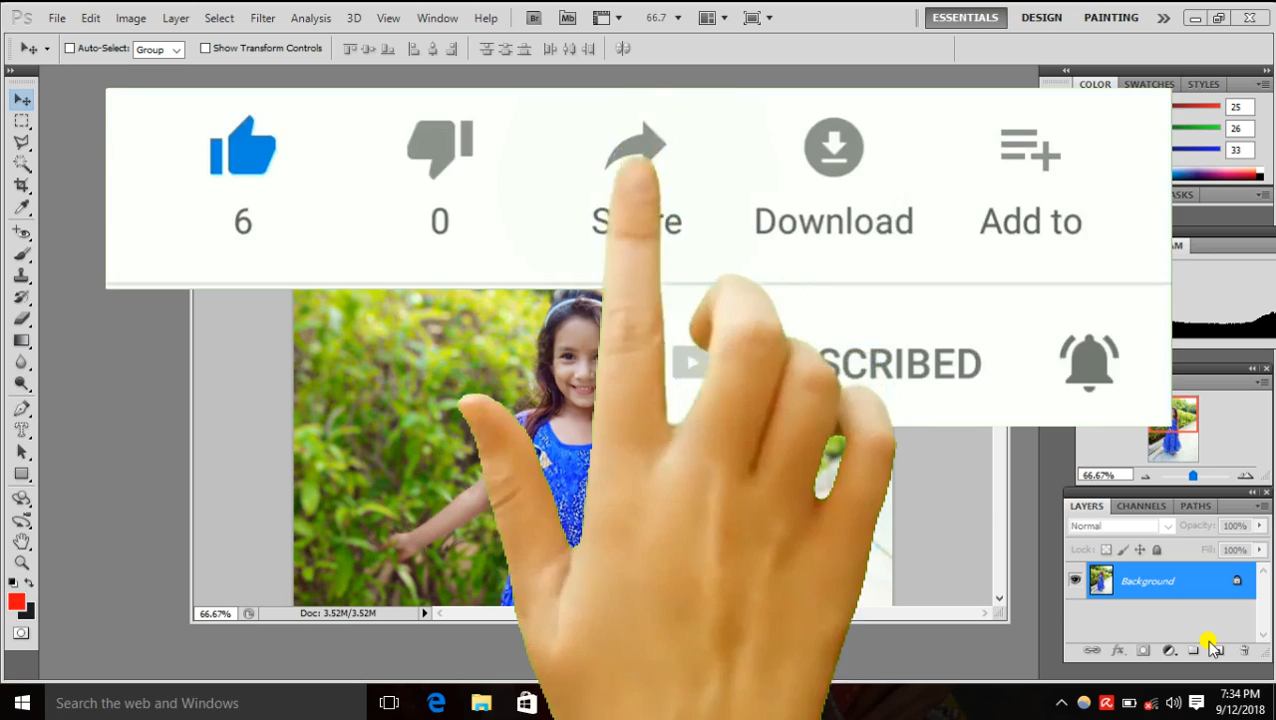 Ps File Edit Image Layer Select Filter Analysis 3D View Window Help Br Mb 66.7 ESSENTIALS DESIGN PAINTING
Auto-Select: Group Show Transform Controls
COLOR SWATCHES STYLES
25
26
33
6 0 Download Add to
SCRIBED
66.67%
LAYERS CHANNELS PATHS
Normal Opacity: 100%
Lock: Fill: 100%
Background
66.67% Doc: 3.52M/3.52M
Search the web and Windows
7:34 PM
9/12/2018